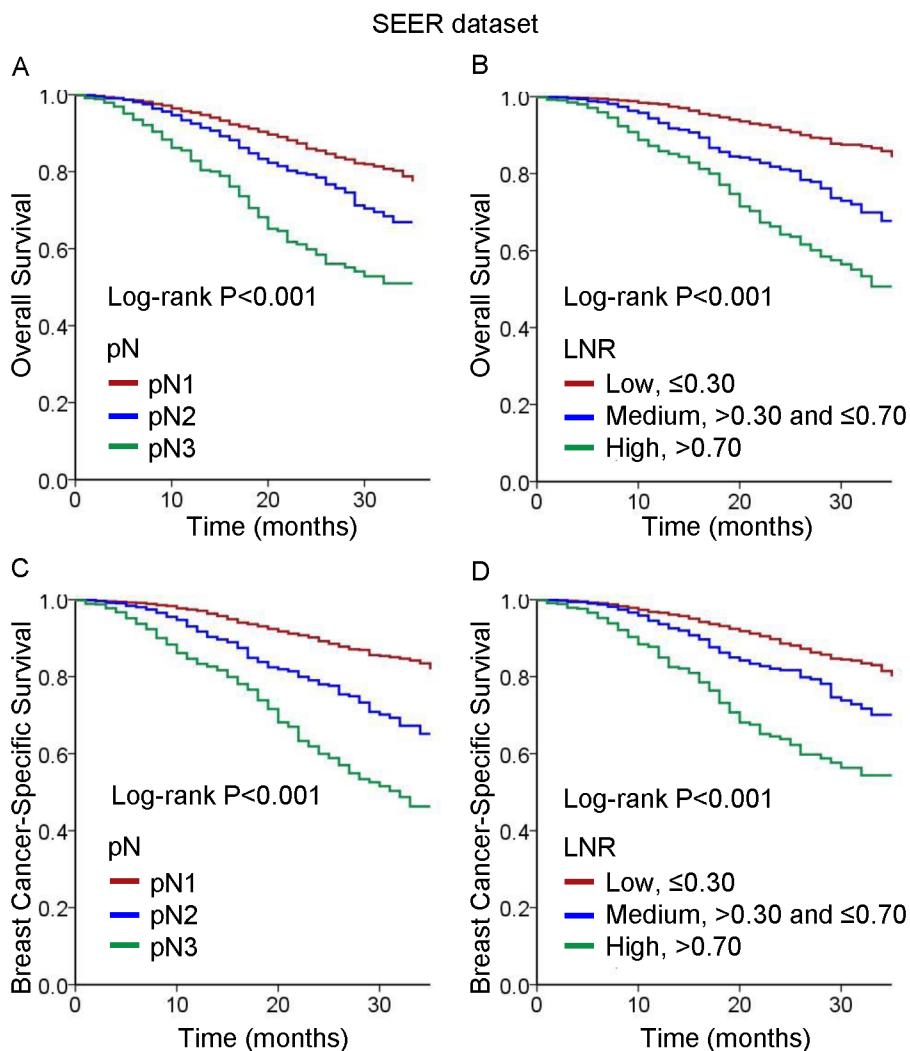 SEER dataset
A
Overall Survival
1.0
0.8
0.6
0.4
0.2
0.0
Log-rank P<0.001
pN
pN1
pN2
pN3
0 10 20 30
Time (months)
B
Overall Survival
1.0
0.8
0.6
0.4
0.2
0.0
Log-rank P<0.001
LNR
Low, ≤0.30
Medium, >0.30 and ≤0.70
High, >0.70
0 10 20 30
Time (months)
C
Breast Cancer-Specific Survival
1.0
0.8
0.6
0.4
0.2
0.0
Log-rank P<0.001
pN
pN1
pN2
pN3
0 10 20 30
Time (months)
D
Breast Cancer-Specific Survival
1.0
0.8
0.6
0.4
0.2
0.0
Log-rank P<0.001
LNR
Low, ≤0.30
Medium, >0.30 and ≤0.70
High, >0.70
0 10 20 30
Time (months)